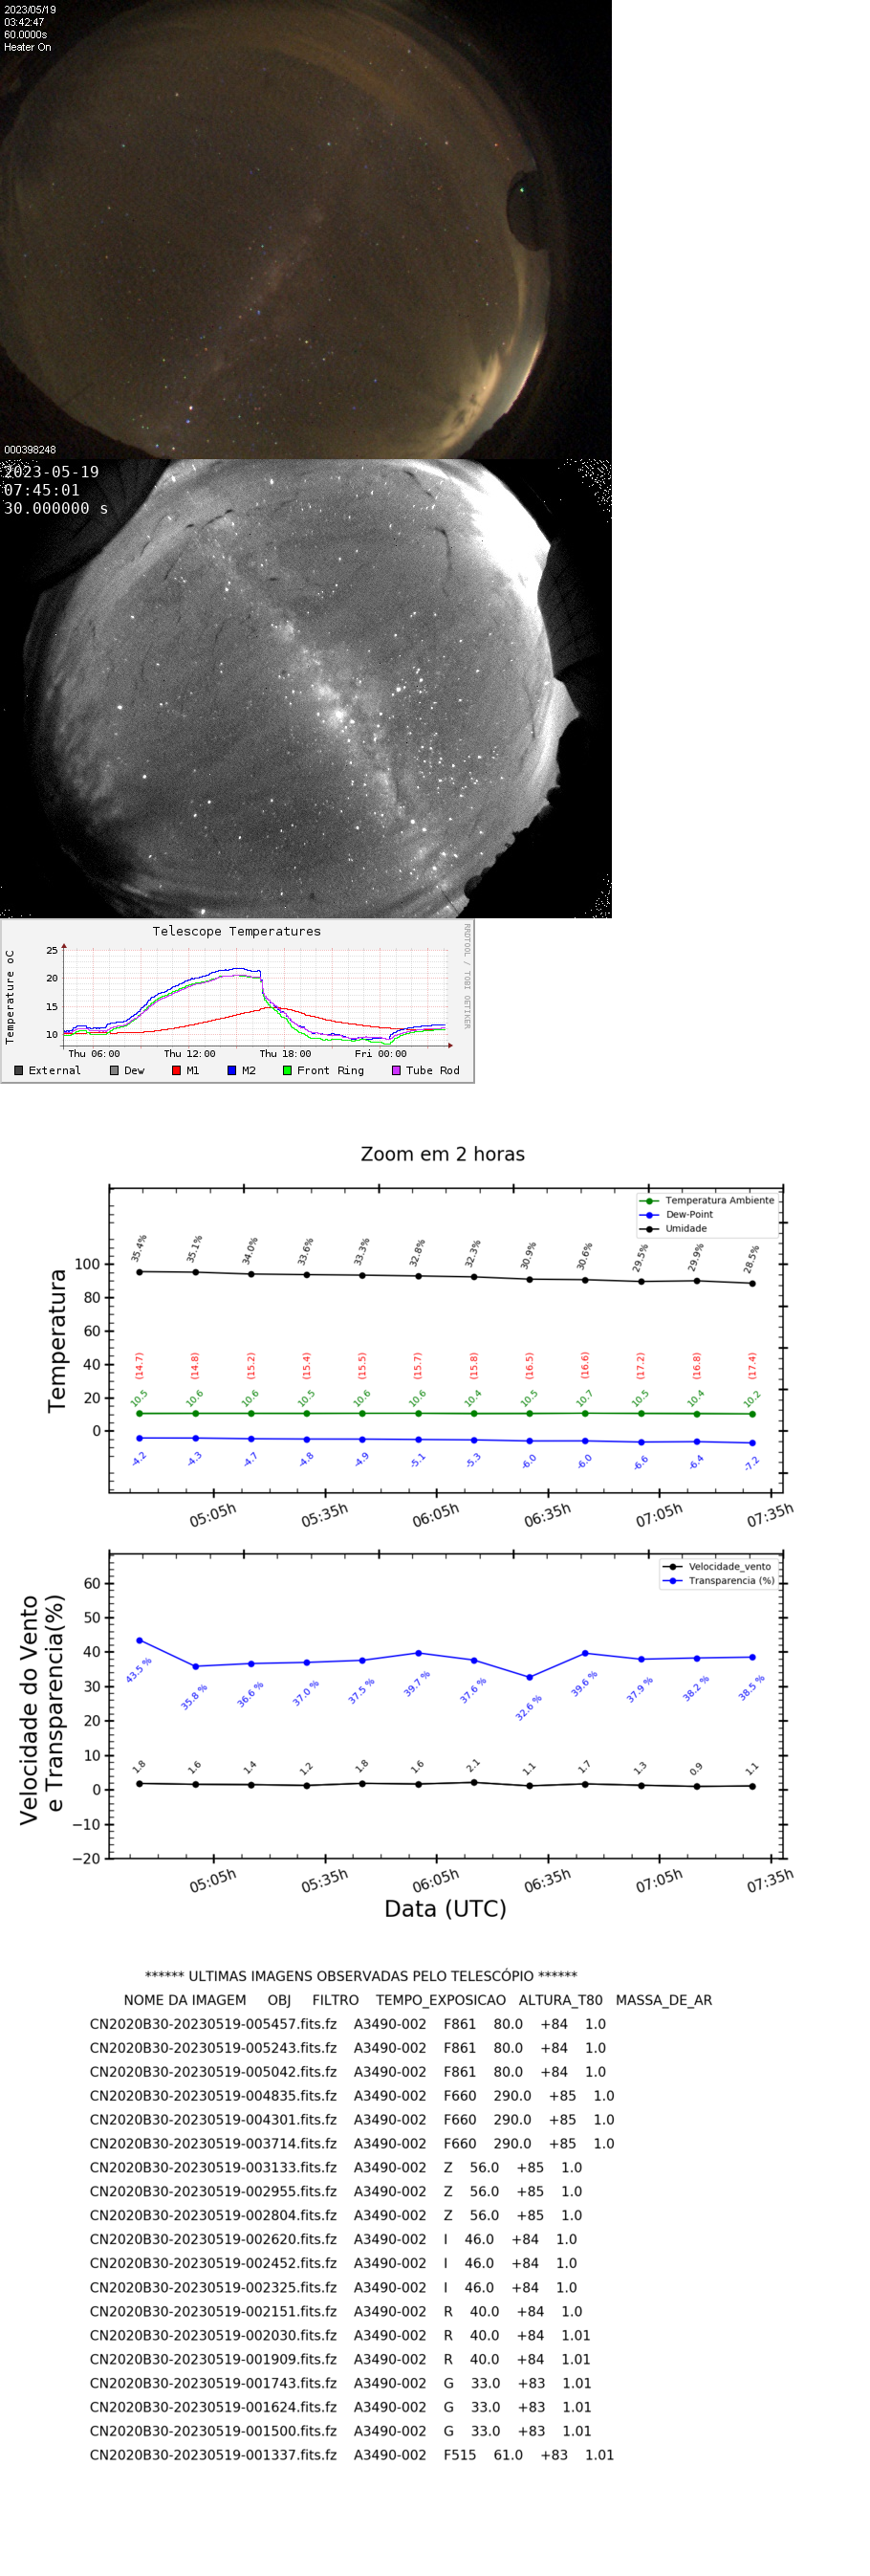 2023/05/19
03:42:47
60.0000s
Heater On
000398248
2023-05-19
07:45:01
30.000000 s
Telescope Temperatures
Temperature oC
RRDTOOL / TOBI OETIKER
25
20
15
10
Thu 06:00 Thu 12:00 Thu 18:00 Fri 00:00
External Dew M1 M2 Front Ring Tube Rod
Zoom em 2 horas
Temperatura Ambiente
Dew-Point
Umidade
Temperatura
100
80
60
40
20
0
35.4% 35.1% 34.0% 33.6% 33.3% 32.8% 32.3% 30.9% 30.6% 29.5% 29.9% 28.5%
(14.7) (14.8) (15.2) (15.4) (15.5) (15.7) (15.8) (16.5) (16.6) (17.2) (16.8) (17.4)
10.5 10.6 10.6 10.5 10.6 10.6 10.4 10.5 10.7 10.5 10.4 10.2
-4.2 -4.3 -4.7 -4.8 -4.9 -5.1 -5.3 -6.0 -6.0 -6.6 -6.4 -7.2
05:05h 05:35h 06:05h 06:35h 07:05h 07:35h
Velocidade_vento
Transparencia (%)
Velocidade do Vento
e Transparencia(%)
60
50
40
30
20
10
0
−10
−20
43.5 % 35.8 % 36.6 % 37.0 % 37.5 % 39.7 % 37.6 % 32.6 % 39.6 % 37.9 % 38.2 % 38.5 %
1.8 1.6 1.4 1.2 1.8 1.6 2.1 1.1 1.7 1.3 0.9 1.1
05:05h 05:35h 06:05h 06:35h 07:05h 07:35h
Data (UTC)
****** ULTIMAS IMAGENS OBSERVADAS PELO TELESCÓPIO ******
NOME DA IMAGEM OBJ FILTRO TEMPO_EXPOSICAO ALTURA_T80 MASSA_DE_AR
CN2020B30-20230519-005457.fits.fz A3490-002 F861 80.0 +84 1.0
CN2020B30-20230519-005243.fits.fz A3490-002 F861 80.0 +84 1.0
CN2020B30-20230519-005042.fits.fz A3490-002 F861 80.0 +84 1.0
CN2020B30-20230519-004835.fits.fz A3490-002 F660 290.0 +85 1.0
CN2020B30-20230519-004301.fits.fz A3490-002 F660 290.0 +85 1.0
CN2020B30-20230519-003714.fits.fz A3490-002 F660 290.0 +85 1.0
CN2020B30-20230519-003133.fits.fz A3490-002 Z 56.0 +85 1.0
CN2020B30-20230519-002955.fits.fz A3490-002 Z 56.0 +85 1.0
CN2020B30-20230519-002804.fits.fz A3490-002 Z 56.0 +85 1.0
CN2020B30-20230519-002620.fits.fz A3490-002 I 46.0 +84 1.0
CN2020B30-20230519-002452.fits.fz A3490-002 I 46.0 +84 1.0
CN2020B30-20230519-002325.fits.fz A3490-002 I 46.0 +84 1.0
CN2020B30-20230519-002151.fits.fz A3490-002 R 40.0 +84 1.0
CN2020B30-20230519-002030.fits.fz A3490-002 R 40.0 +84 1.01
CN2020B30-20230519-001909.fits.fz A3490-002 R 40.0 +84 1.01
CN2020B30-20230519-001743.fits.fz A3490-002 G 33.0 +83 1.01
CN2020B30-20230519-001624.fits.fz A3490-002 G 33.0 +83 1.01
CN2020B30-20230519-001500.fits.fz A3490-002 G 33.0 +83 1.01
CN2020B30-20230519-001337.fits.fz A3490-002 F515 61.0 +83 1.01